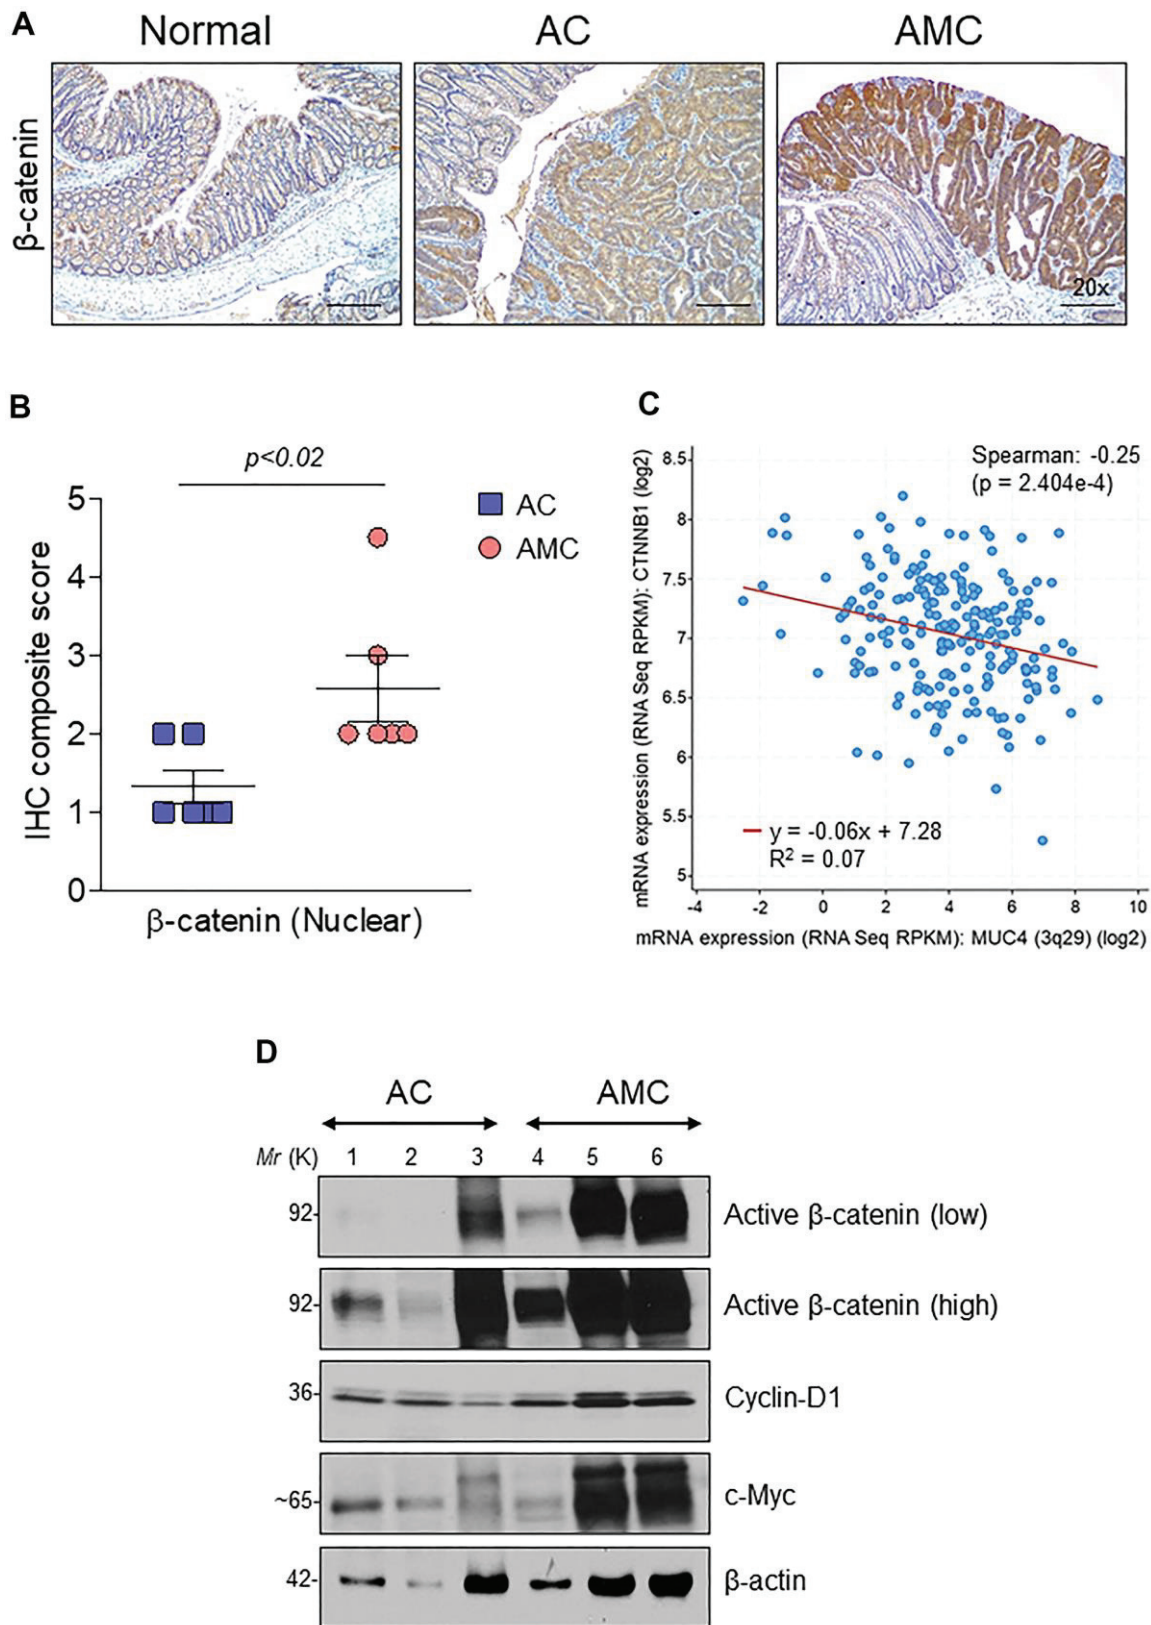 A
Normal
AC
AMC
β-catenin
20x
B
p<0.02
5
4
3
2
1
0
IHC composite score
AC
AMC
β-catenin (Nuclear)
C
mRNA expression (RNA Seq RPKM): CTNNB1 (log2)
Spearman: -0.25
(p = 2.404e-4)
8.5
8
7.5
7
6.5
6
5.5
5
y = -0.06x + 7.28
R² = 0.07
-4 -2 0 2 4 6 8 10
mRNA expression (RNA Seq RPKM): MUC4 (3q29) (log2)
D
AC AMC
Mr (K) 1 2 3 4 5 6
92- Active β-catenin (low)
92- Active β-catenin (high)
36- Cyclin-D1
~65- c-Myc
42- β-actin